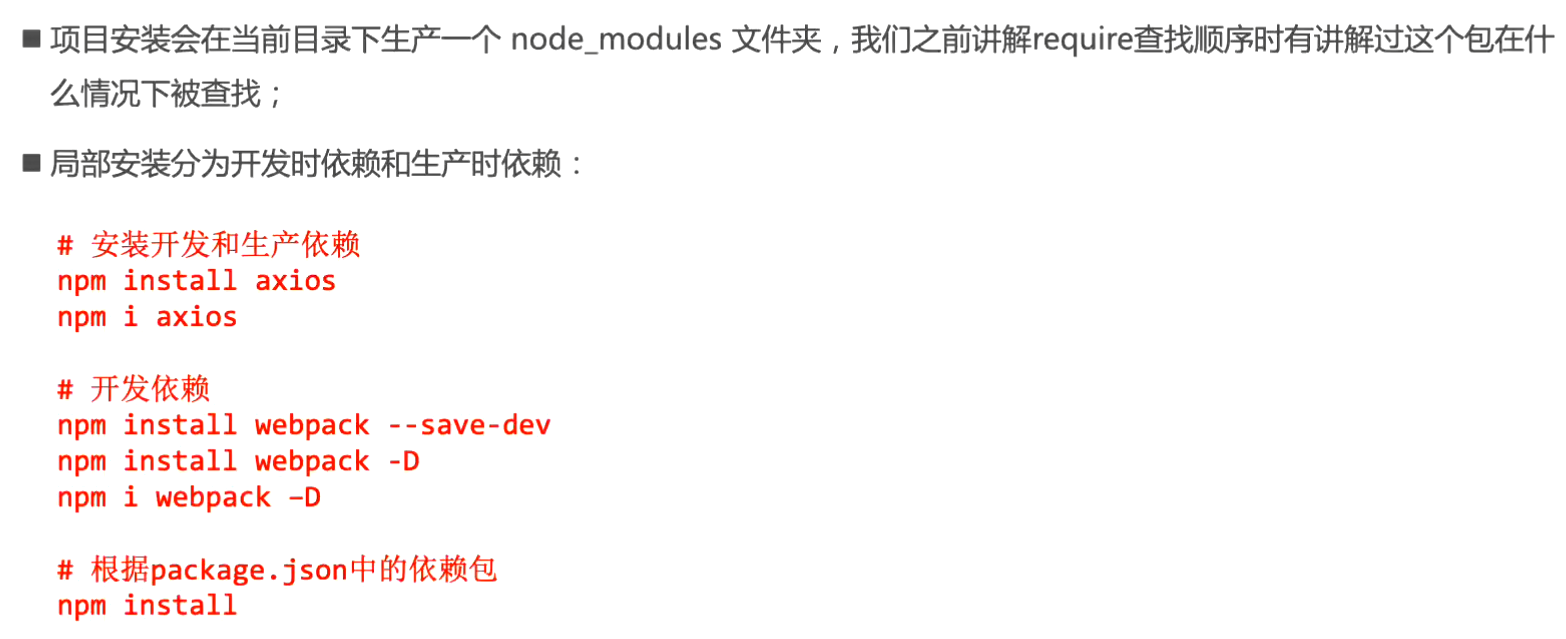 ■ 项目安装会在当前目录下生产一个 node_modules 文件夹，我们之前讲解require查找顺序时有讲解过这个包在什
么情况下被查找；
■ 局部安装分为开发时依赖和生产时依赖：
# 安装开发和生产依赖
npm install axios
npm i axios
# 开发依赖
npm install webpack --save-dev
npm install webpack -D
npm i webpack –D
# 根据package.json中的依赖包
npm install